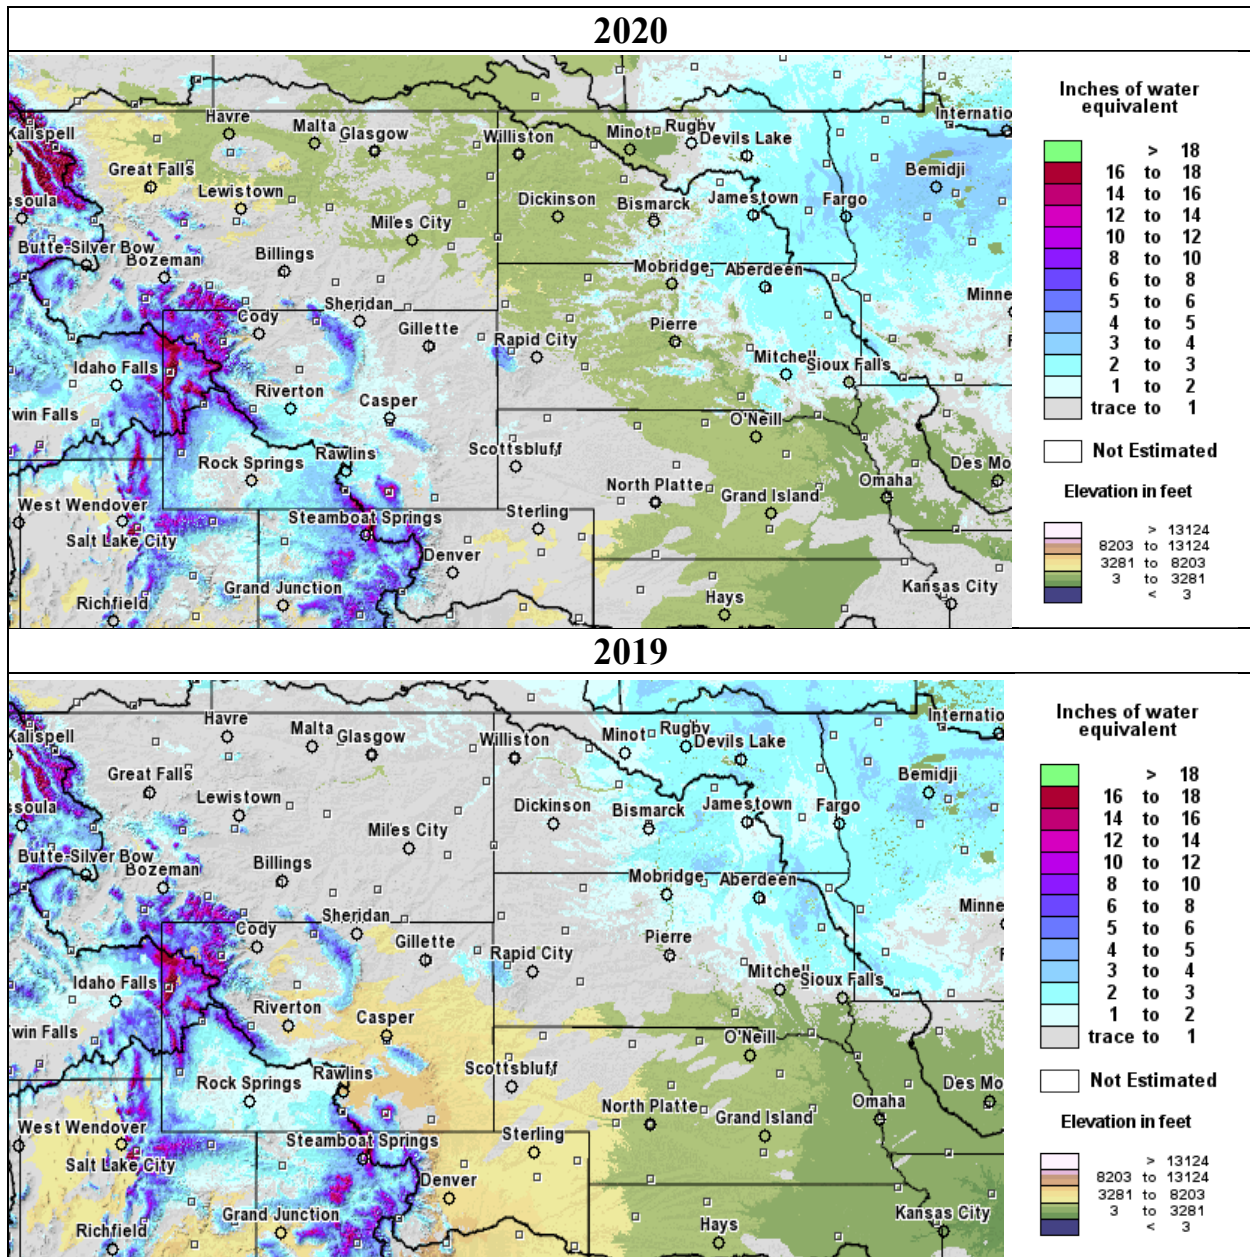 2020
Havre
Malta
Glasgow
Williston
Minot
Rugby
Devils Lake
Internatio
Kalispell
Great Falls
Lewistown
Dickinson
Bismarck
Jamestown
Fargo
Bemidji
ssoula
Miles City
Butte-Silver Bow
Bozeman
Billings
Mobridge
Aberdeen
Sheridan
Minne
Cody
Gillette
Rapid City
Pierre
Idaho Falls
Mitchell
Sioux Falls
Riverton
Casper
Twin Falls
O'Neill
Rock Springs
Rawlins
Scottsbluff
Des Mo
West Wendover
North Platte
Grand Island
Omaha
Salt Lake City
Steamboat Springs
Sterling
Denver
Grand Junction
Richfield
Hays
Kansas City
Inches of water
equivalent
> 18
16 to 18
14 to 16
12 to 14
10 to 12
8 to 10
6 to 8
5 to 6
4 to 5
3 to 4
2 to 3
1 to 2
trace to 1
Not Estimated
Elevation in feet
> 13124
8203 to 13124
3281 to 8203
3 to 3281
< 3
2019
Havre
Malta
Glasgow
Williston
Minot
Rugby
Devils Lake
Internatio
Kalispell
Great Falls
Lewistown
Dickinson
Bismarck
Jamestown
Fargo
Bemidji
ssoula
Miles City
Butte-Silver Bow
Bozeman
Billings
Mobridge
Aberdeen
Sheridan
Minne
Cody
Gillette
Rapid City
Pierre
Idaho Falls
Mitchell
Sioux Falls
Riverton
Casper
Twin Falls
O'Neill
Rock Springs
Rawlins
Scottsbluff
Des Mo
West Wendover
North Platte
Grand Island
Omaha
Salt Lake City
Steamboat Springs
Sterling
Denver
Grand Junction
Richfield
Hays
Kansas City
Inches of water
equivalent
> 18
16 to 18
14 to 16
12 to 14
10 to 12
8 to 10
6 to 8
5 to 6
4 to 5
3 to 4
2 to 3
1 to 2
trace to 1
Not Estimated
Elevation in feet
> 13124
8203 to 13124
3281 to 8203
3 to 3281
< 3